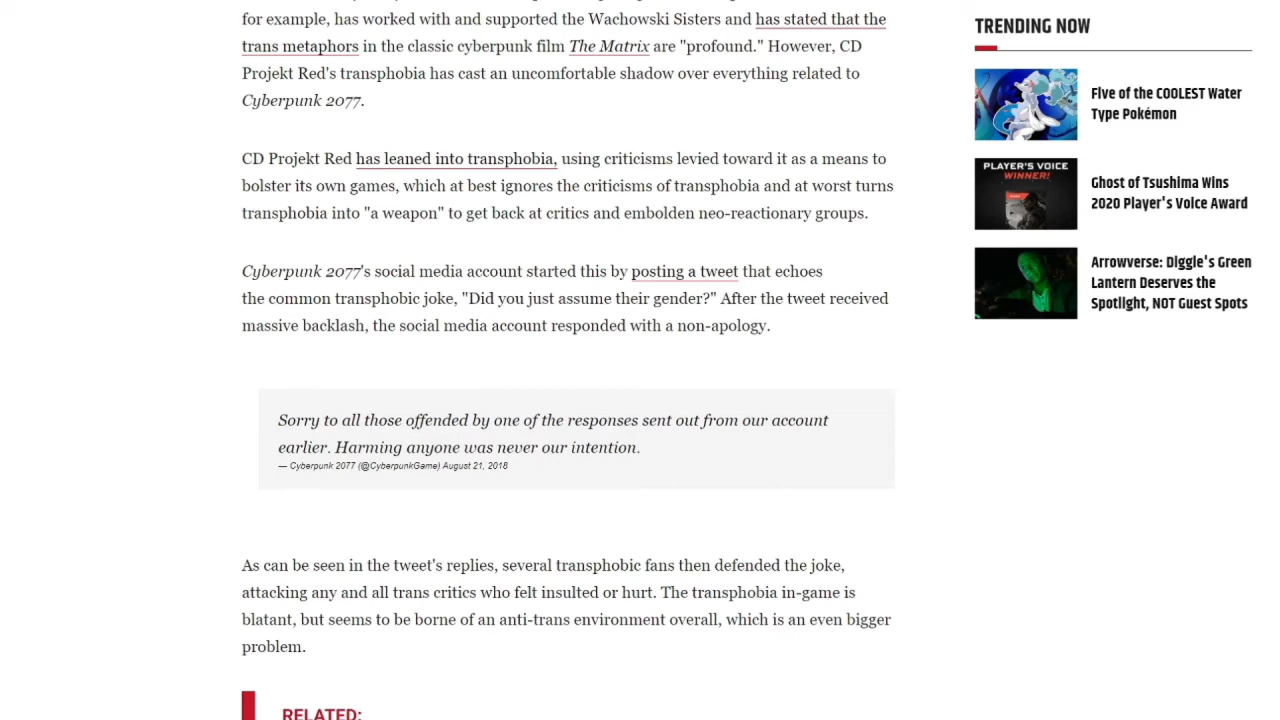 for example, has worked with and supported the Wachowski Sisters and has stated that the
trans metaphors in the classic cyberpunk film The Matrix are "profound." However, CD
Projekt Red's transphobia has cast an uncomfortable shadow over everything related to
Cyberpunk 2077.
CD Projekt Red has leaned into transphobia, using criticisms levied toward it as a means to
bolster its own games, which at best ignores the criticisms of transphobia and at worst turns
transphobia into "a weapon" to get back at critics and embolden neo-reactionary groups.
Cyberpunk 2077's social media account started this by posting a tweet that echoes
the common transphobic joke, "Did you just assume their gender?" After the tweet received
massive backlash, the social media account responded with a non-apology.
Sorry to all those offended by one of the responses sent out from our account
earlier. Harming anyone was never our intention.
— Cyberpunk 2077 (@CyberpunkGame) August 21, 2018
As can be seen in the tweet's replies, several transphobic fans then defended the joke,
attacking any and all trans critics who felt insulted or hurt. The transphobia in-game is
blatant, but seems to be borne of an anti-trans environment overall, which is an even bigger
problem.
RELATED:
TRENDING NOW
Five of the COOLEST Water
Type Pokémon
PLAYER'S VOICE
WINNER!
Ghost of Tsushima Wins
2020 Player's Voice Award
Arrowverse: Diggle's Green
Lantern Deserves the
Spotlight, NOT Guest Spots